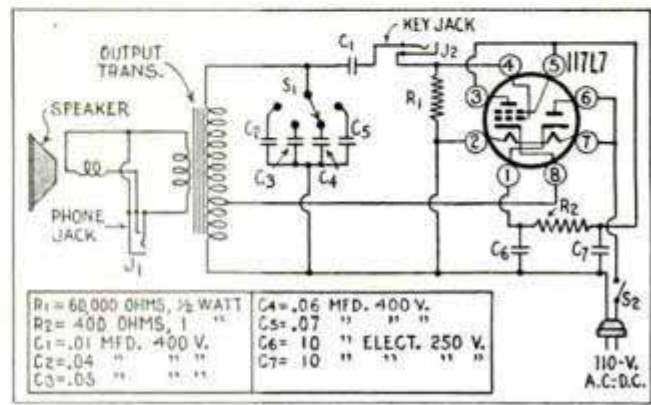 KEY JACK
OUTPUT
TRANS.
C1
J2
117L7
SPEAKER
S1
R1
C2
C5
C3
C4
3
4
5
6
2
7
1
8
R2
PHONE
JACK
J1
C6
C7
S2
R1 = 60,000 OHMS, 1/2 WATT
R2 = 400 OHMS, 1 "
C1 = .01 MFD. 400 V.
C2 = .04 " " "
C3 = .05 " " "
C4 = .06 MFD. 400 V.
C5 = .07 " " "
C6 = 10 " ELECT. 250 V.
C7 = 10 " " " "
110-V.
A.C.-D.C.